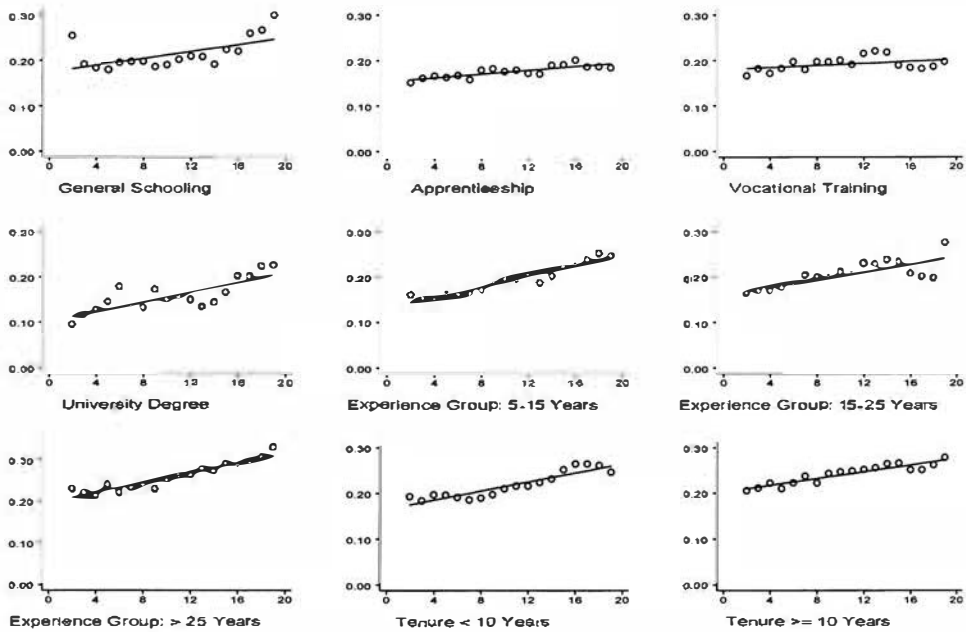 0.30 0.30 0.30
0.20 0.20 0.20
0.10 0.10 0.10
0.00 0.00 0.00
0 4 8 12 16 20 0 4 8 12 16 20 0 4 8 12 16 20
General Schooling Apprenticeship Vocational Training
0.30 0.30 0.30
0.20 0.20 0.20
0.10 0.10 0.10
0.00 0.00 0.00
0 4 8 12 16 20 0 4 8 12 16 20 0 4 8 12 16 20
University Degree Experience Group: 5-15 Years Experience Group: 15-25 Years
0.30 0.30 0.30
0.20 0.20 0.20
0.10 0.10 0.10
0.00 0.00 0.00
0 4 8 12 16 20 0 4 8 12 16 20 0 4 8 12 16 20
Experience Group: > 25 Years Tenure < 10 Years Tenure >= 10 Years